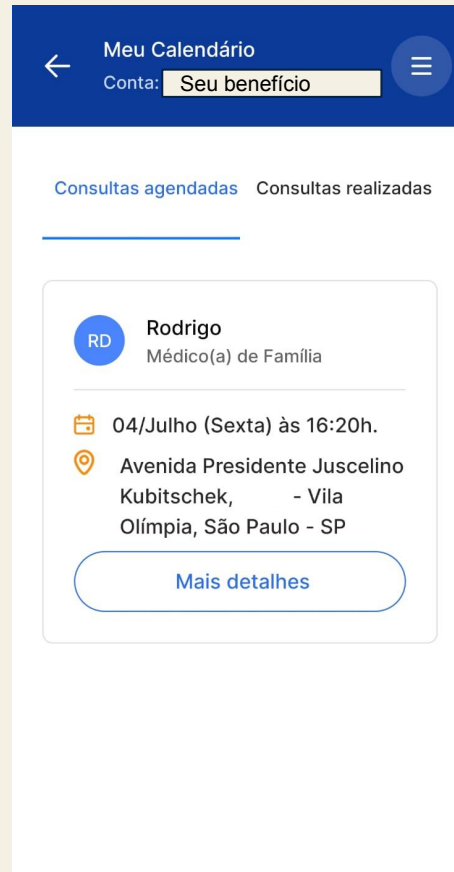 Meu Calendário
Conta: Seu benefício
Consultas agendadas Consultas realizadas
RD
Rodrigo
Médico(a) de Família
04/Julho (Sexta) às 16:20h.
Avenida Presidente Juscelino
Kubitschek, - Vila
Olímpia, São Paulo - SP
Mais detalhes